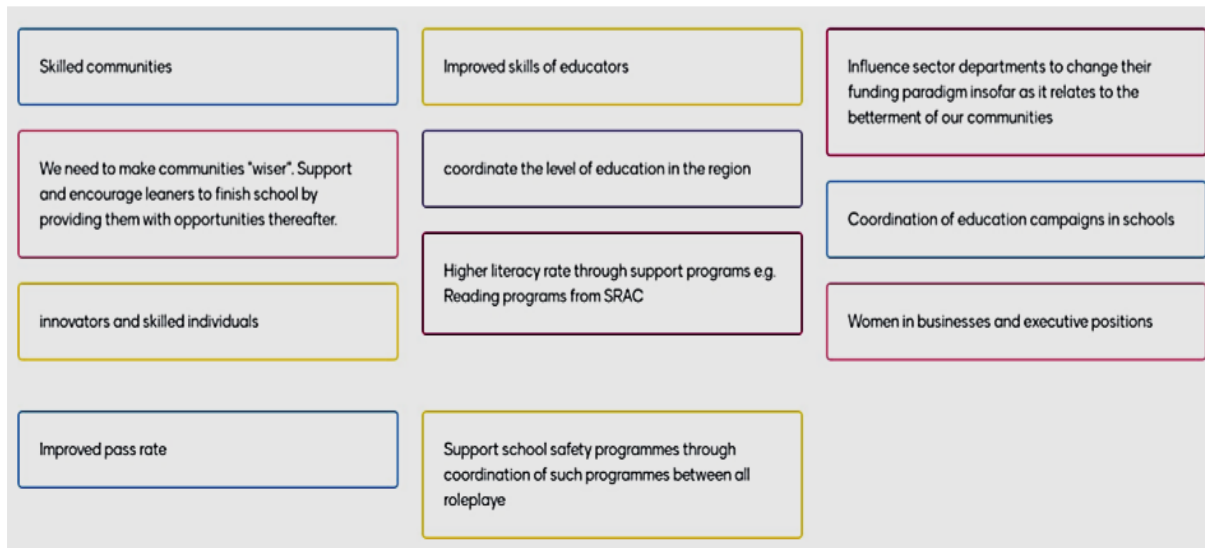 Skilled communities
We need to make communities "wiser". Support
and encourage leaners to finish school by
providing them with opportunities thereafter.
innovators and skilled individuals
Improved pass rate
Improved skills of educators
coordinate the level of education in the region
Higher literacy rate through support programs e.g.
Reading programs from SRAC
Support school safety programmes through
coordination of such programmes between all
roleplaye
Influence sector departments to change their
funding paradigm insofar as it relates to the
betterment of our communities
Coordination of education campaigns in schools
Women in businesses and executive positions